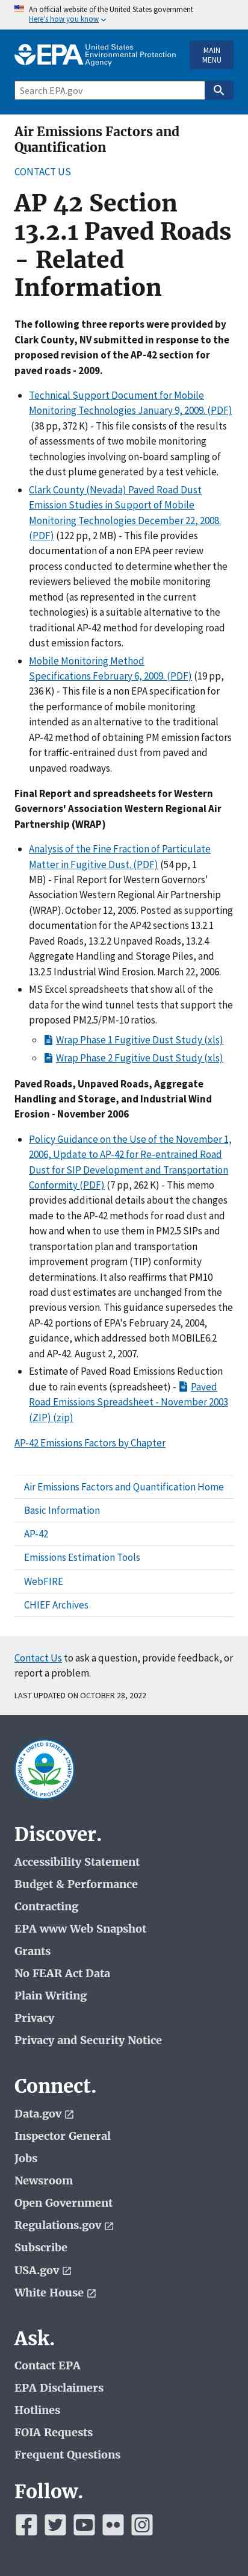 An official website of the United States government
Here's how you know
EPA United States
Environmental Protection
Agency
MAIN
MENU
Search EPA.gov
Air Emissions Factors and
Quantification
CONTACT US
AP 42 Section
13.2.1 Paved Roads
- Related
Information
The following three reports were provided by
Clark County, NV submitted in response to the
proposed revision of the AP-42 section for
paved roads - 2009.
Technical Support Document for Mobile
Monitoring Technologies January 9, 2009. (PDF)
(38 pp, 372 K) - This file consists of the results
of assessments of two mobile monitoring
technologies involving on-board sampling of
the dust plume generated by a test vehicle.
Clark County (Nevada) Paved Road Dust
Emission Studies in Support of Mobile
Monitoring Technologies December 22, 2008.
(PDF) (122 pp, 2 MB) - This file provides
documentation of a non EPA peer review
process conducted to determine whether the
reviewers believed the mobile monitoring
method (as represented in the form of the
tested technologies) is a suitable alternative to the
traditional AP-42 method for developing road
dust emission factors.
Mobile Monitoring Method
Specifications February 6, 2009. (PDF) (19 pp,
236 K) - This file is a non EPA specification for
the performance of mobile monitoring
intended as an alternative to the traditional
AP-42 method of obtaining PM emission factors
for traffic-entrained dust from paved and
unpaved roadways.
Final Report and spreadsheets for Western
Governors' Association Western Regional Air
Partnership (WRAP)
Analysis of the Fine Fraction of Particulate
Matter in Fugitive Dust. (PDF) (54 pp, 1
MB) - Final Report for Western Governors'
Association Western Regional Air Partnership
(WRAP). October 12, 2005. Posted as supporting
documentation for the AP42 sections 13.2.1
Paved Roads, 13.2.2 Unpaved Roads, 13.2.4
Aggregate Handling and Storage Piles, and
13.2.5 Industrial Wind Erosion. March 22, 2006.
MS Excel spreadsheets that show all of the
data for the wind tunnel tests that support the
proposed PM2.5/PM-10 ratios.
Wrap Phase 1 Fugitive Dust Study (xls)
Wrap Phase 2 Fugitive Dust Study (xls)
Paved Roads, Unpaved Roads, Aggregate
Handling and Storage, and Industrial Wind
Erosion - November 2006
Policy Guidance on the Use of the November 1,
2006, Update to AP-42 for Re-entrained Road
Dust for SIP Development and Transportation
Conformity (PDF) (7 pp, 262 K) - This memo
provides additional details about the changes
made to the AP-42 methods for road dust and
how and when to use them in PM2.5 SIPs and
transportation plan and transportation
improvement program (TIP) conformity
determinations. It also reaffirms that PM10
road dust estimates are not overwhelmed by
the previous guidance, this version supersedes the
AP-42 portions of EPA's February 24, 2004,
guidance, which addressed both MOBILE6.2
and AP-42. August 2, 2007.
Estimate of Paved Road Emissions Reduction
due to rain events (spreadsheet) - Paved
Road Emissions Spreadsheet - November 2003
(ZIP) (zip)
AP-42 Emissions Factors by Chapter
Air Emissions Factors and Quantification Home
Basic Information
AP-42
Emissions Estimation Tools
WebFIRE
CHIEF Archives
Contact Us to ask a question, provide feedback, or
report a problem.
LAST UPDATED ON OCTOBER 28, 2022
UNITED STATES ENVIRONMENTAL PROTECTION AGENCY
Discover.
Accessibility Statement
Budget & Performance
Contracting
EPA www Web Snapshot
Grants
No FEAR Act Data
Plain Writing
Privacy
Privacy and Security Notice
Connect.
Data.gov
Inspector General
Jobs
Newsroom
Open Government
Regulations.gov
Subscribe
USA.gov
White House
Ask.
Contact EPA
EPA Disclaimers
Hotlines
FOIA Requests
Frequent Questions
Follow.